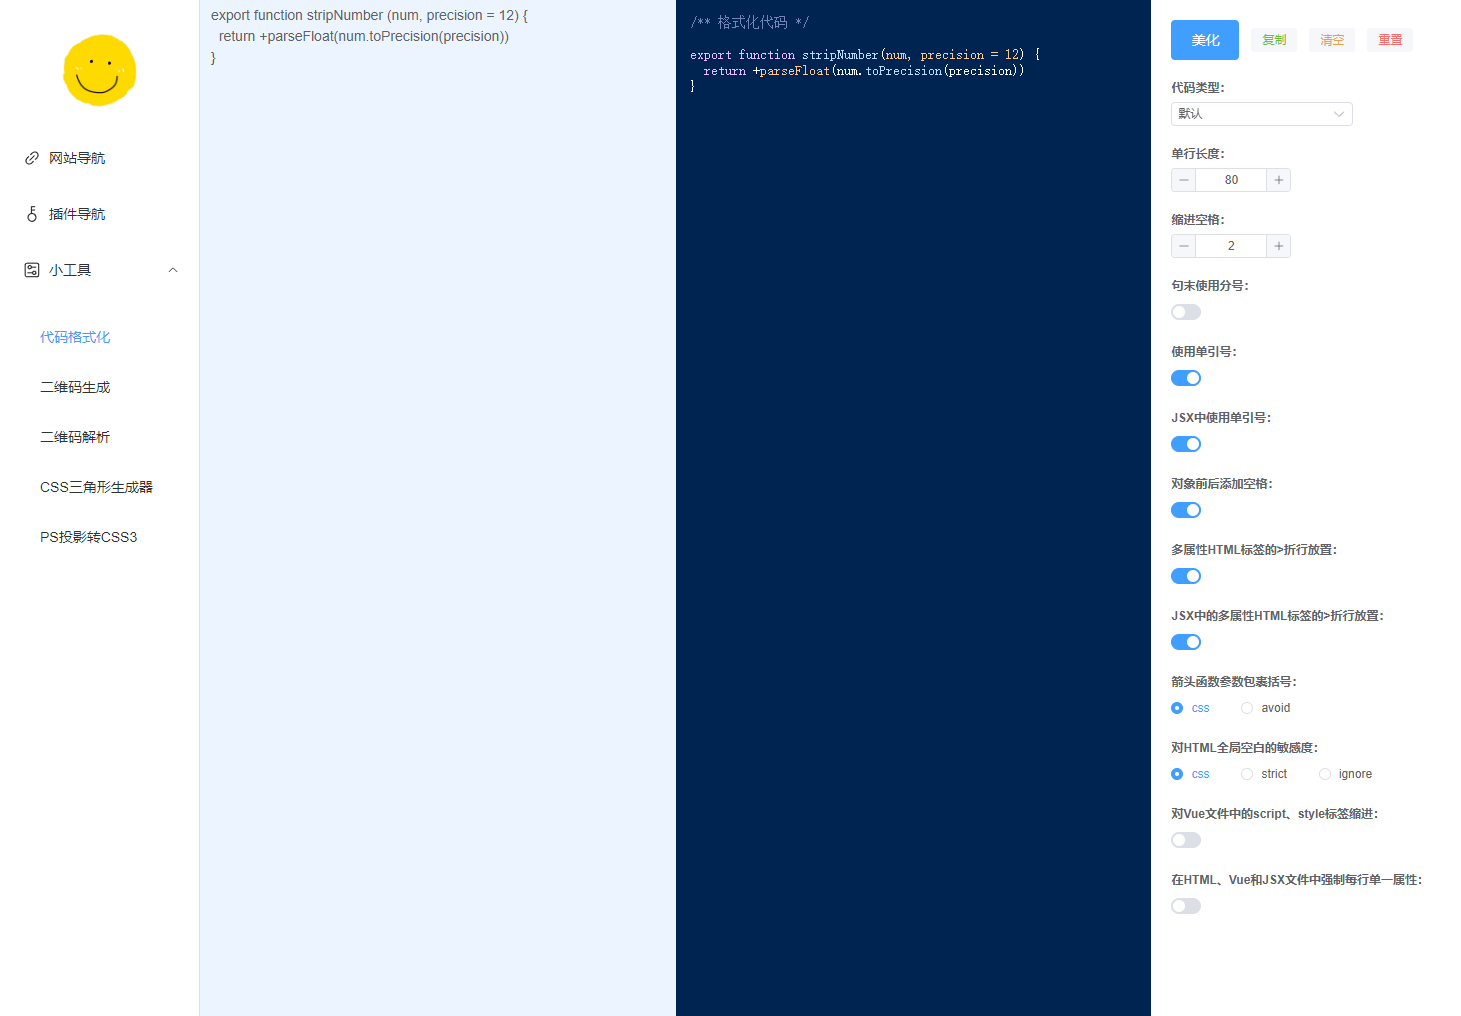 网站导航
插件导航
小工具
代码格式化
二维码生成
二维码解析
CSS三角形生成器
PS投影转CSS3
export function stripNumber (num, precision = 12) {
  return +parseFloat(num.toPrecision(precision))
}
/** 格式化代码 */
export function stripNumber(num, precision = 12) {
  return +parseFloat(num.toPrecision(precision))
}
美化 复制 清空 重置
代码类型:
默认
单行长度:
80
缩进空格:
2
句末使用分号:
使用单引号:
JSX中使用单引号:
对象前后添加空格:
多属性HTML标签的>折行放置:
JSX中的多属性HTML标签的>折行放置:
箭头函数参数包裹括号:
css avoid
对HTML全局空白的敏感度:
css strict ignore
对Vue文件中的script、style标签缩进:
在HTML、Vue和JSX文件中强制每行单一属性: